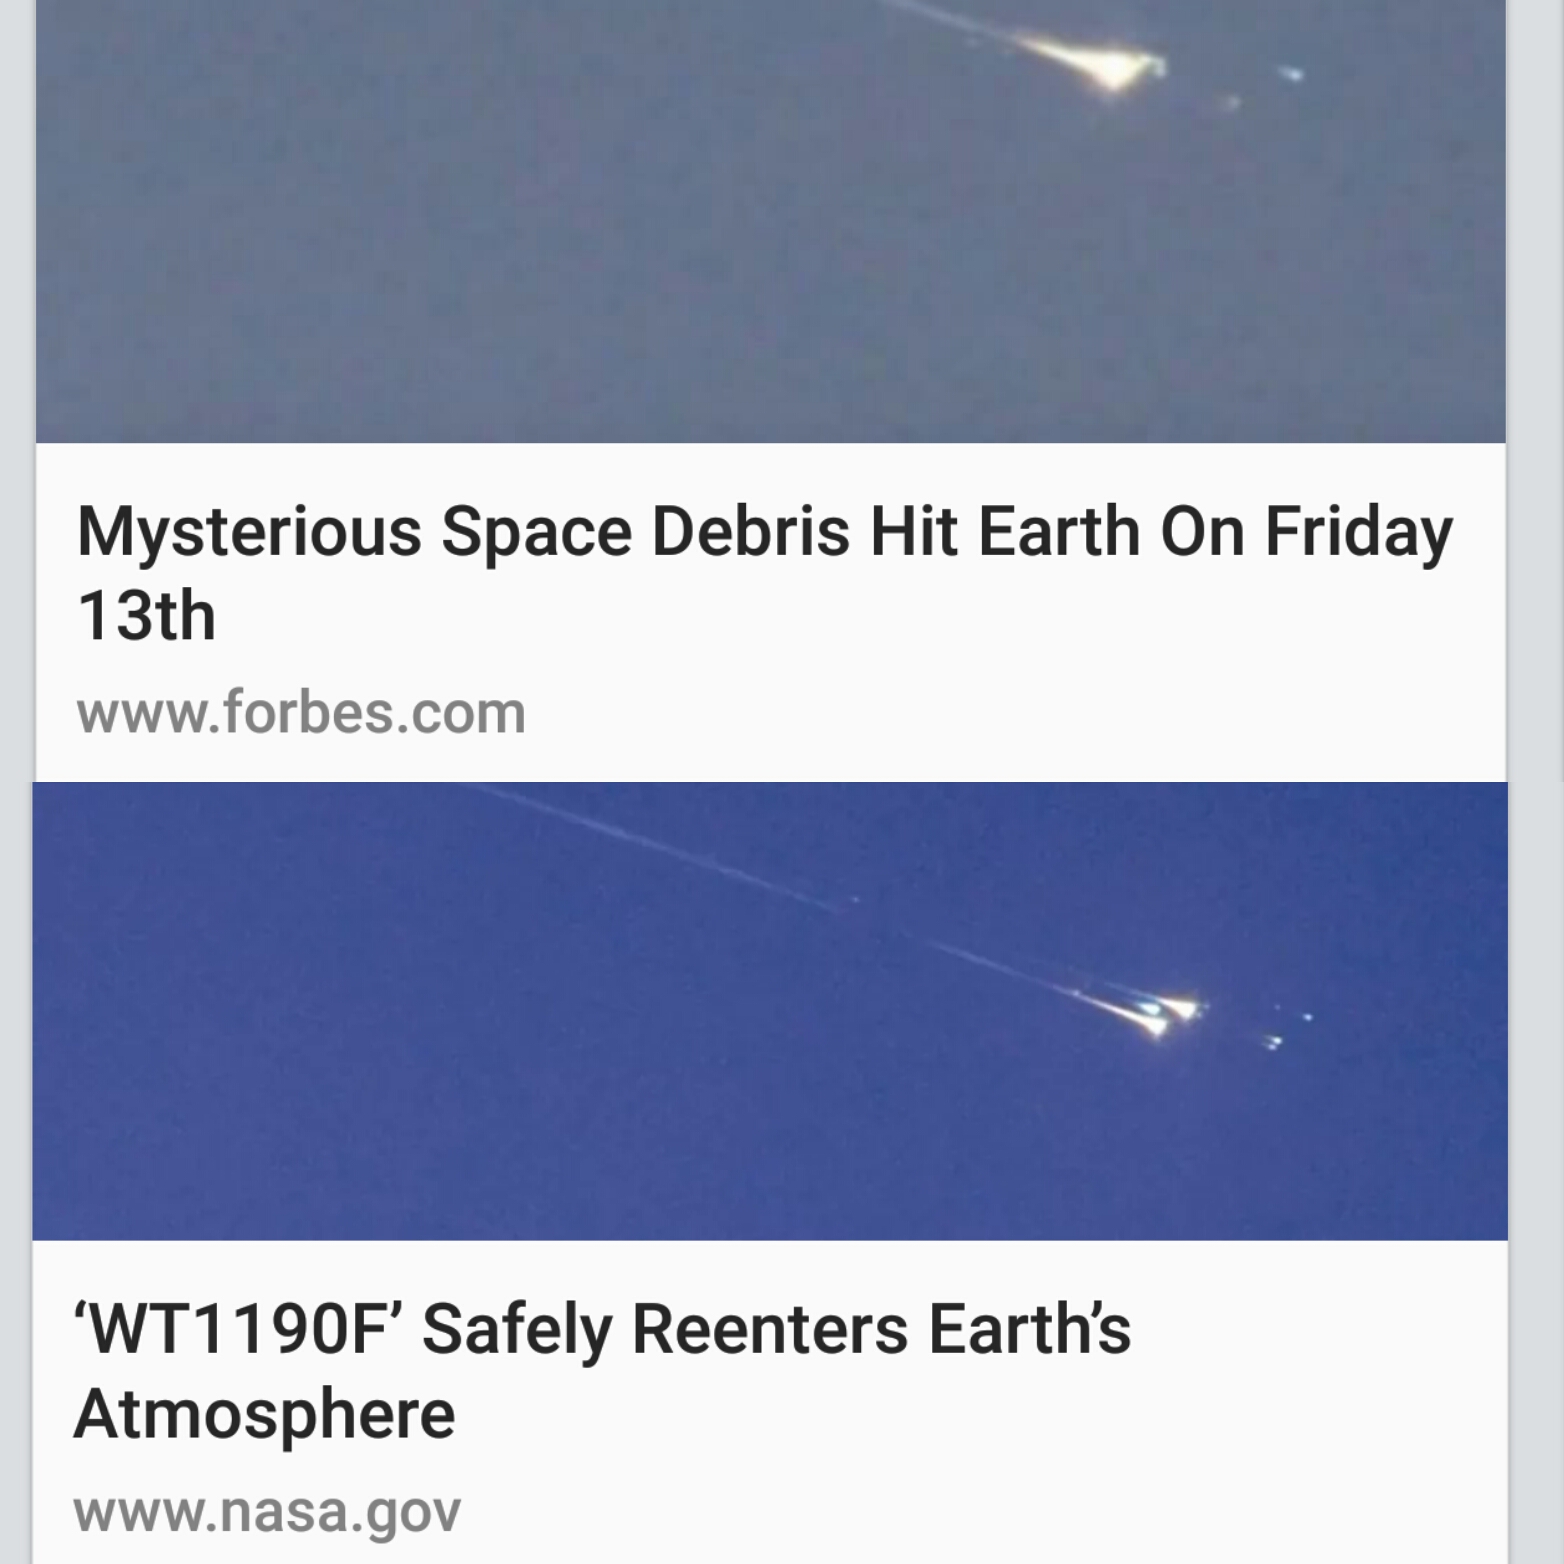 Mysterious Space Debris Hit Earth On Friday
13th
www.forbes.com
‘WT1190F’ Safely Reenters Earth’s
Atmosphere
www.nasa.gov